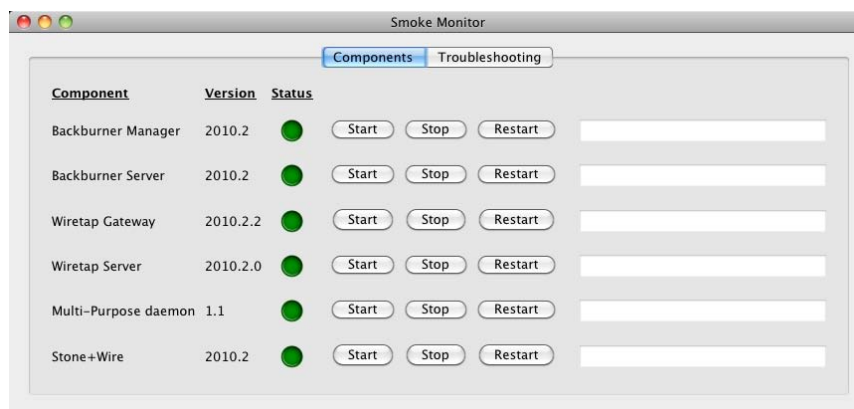 Smoke Monitor
Components Troubleshooting
Component Version Status
Backburner Manager 2010.2 Start Stop Restart
Backburner Server 2010.2 Start Stop Restart
Wiretap Gateway 2010.2.2 Start Stop Restart
Wiretap Server 2010.2.0 Start Stop Restart
Multi-Purpose daemon 1.1 Start Stop Restart
Stone+Wire 2010.2 Start Stop Restart